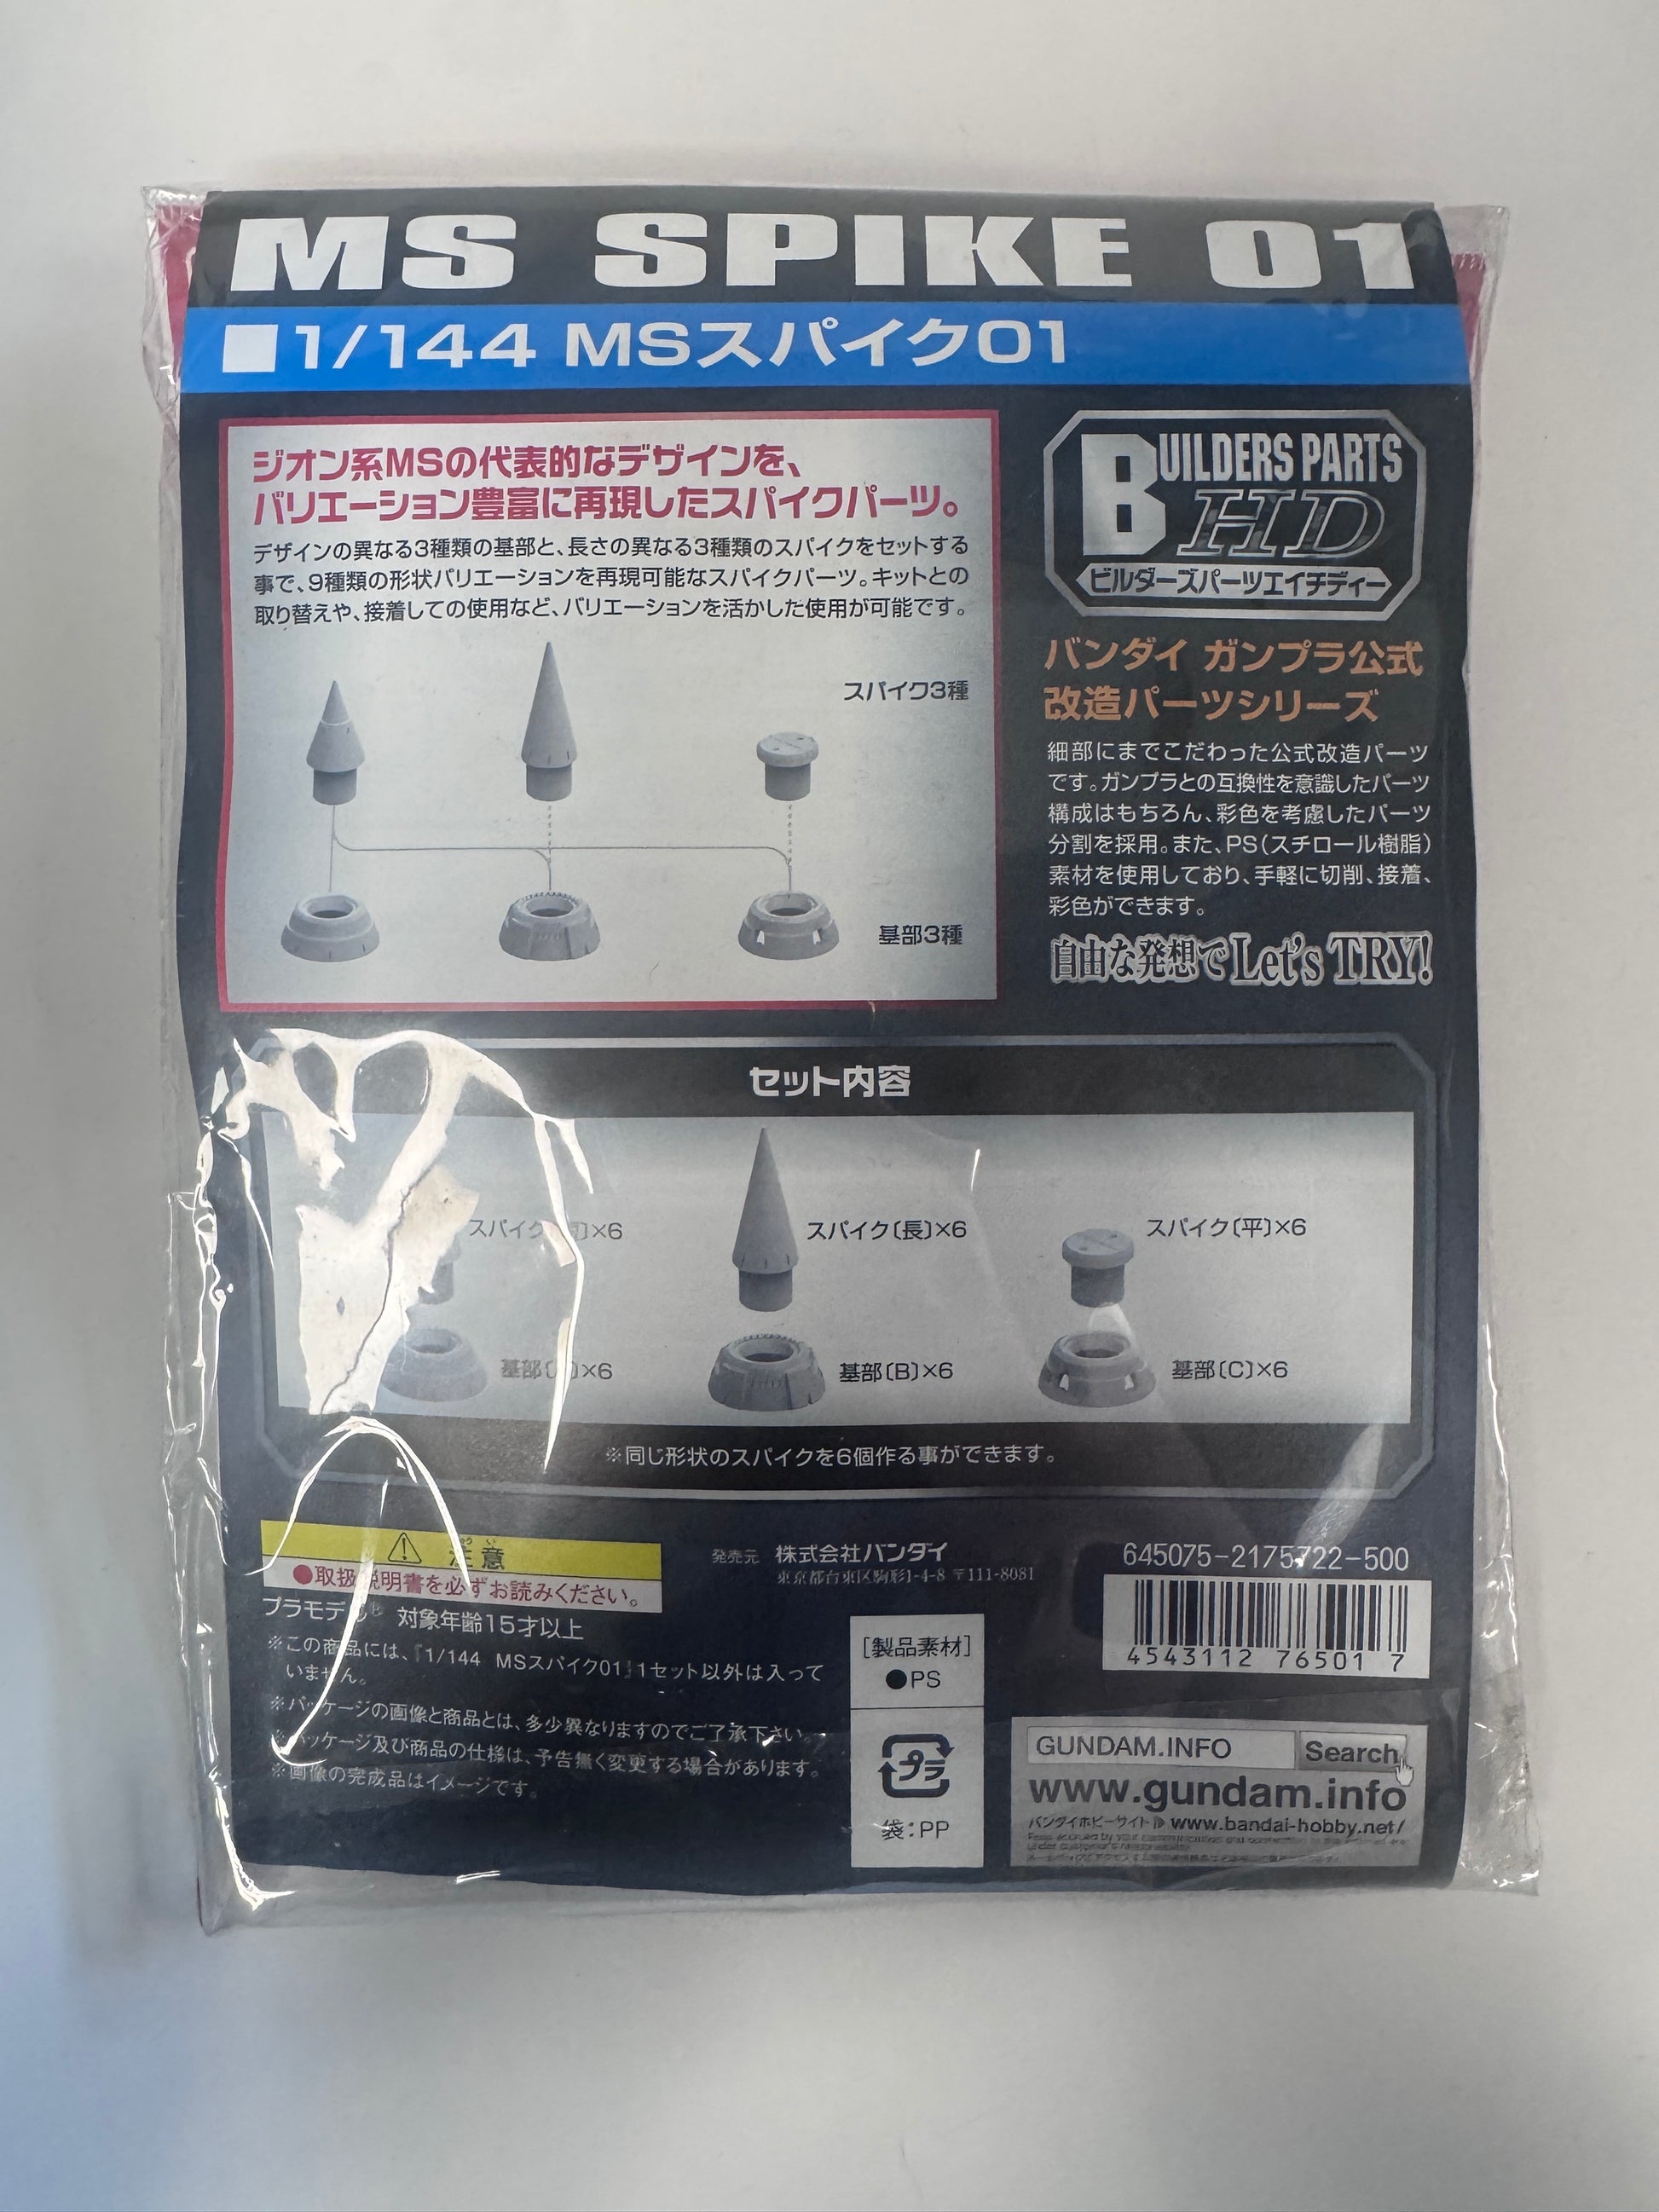 MS SPIKE 01
■1/144 MSスパイク01
ジオン系MSの代表的なデザインを、
バリエーション豊富に再現したスパイクパーツ。
デザインの異なる3種類の基部と、長さの異なる3種類のスパイクをセットする
事で、9種類の形状バリエーションを再現可能なスパイクパーツ。キットとの
取り替えや、接着しての使用など、バリエーションを活かした使用が可能です。
スパイク3種
基部3種
BUILDERS PARTS
HD
ビルダーズパーツエイチディー
バンダイ ガンプラ公式
改造パーツシリーズ
細部にまでこだわった公式改造パーツ
です。ガンプラとの互換性を意識したパーツ
構成はもちろん、彩色を考慮したパーツ
分割を採用。また、PS(スチロール樹脂)
素材を使用しており、手軽に切削、接着、
彩色ができます。
自由な発想でLet's TRY!
セット内容
スパイク ×6
スパイク〔長〕×6
スパイク〔平〕×6
基部 ×6
基部〔B〕×6
基部〔C〕×6
※同じ形状のスパイクを6個作る事ができます。
注意
●取扱説明書を必ずお読みください。
プラモデル® 対象年齢15才以上
※この商品には、「1/144 MSスパイク01」1セット以外は入って
いません。
※パッケージの画像と商品とは、多少異なりますのでご了承下さい。
※パッケージ及び商品の仕様は、予告無く変更する場合があります。
※画像の完成品はイメージです。
発売元 株式会社バンダイ
東京都台東区駒形1-4-8 〒111-8081
[製品素材]
●PS
プラ
袋:PP
645075-2175722-500
4543112 76501 7
GUNDAM.INFO Search
www.gundam.info
バンダイホビーサイト www.bandai-hobby.net/